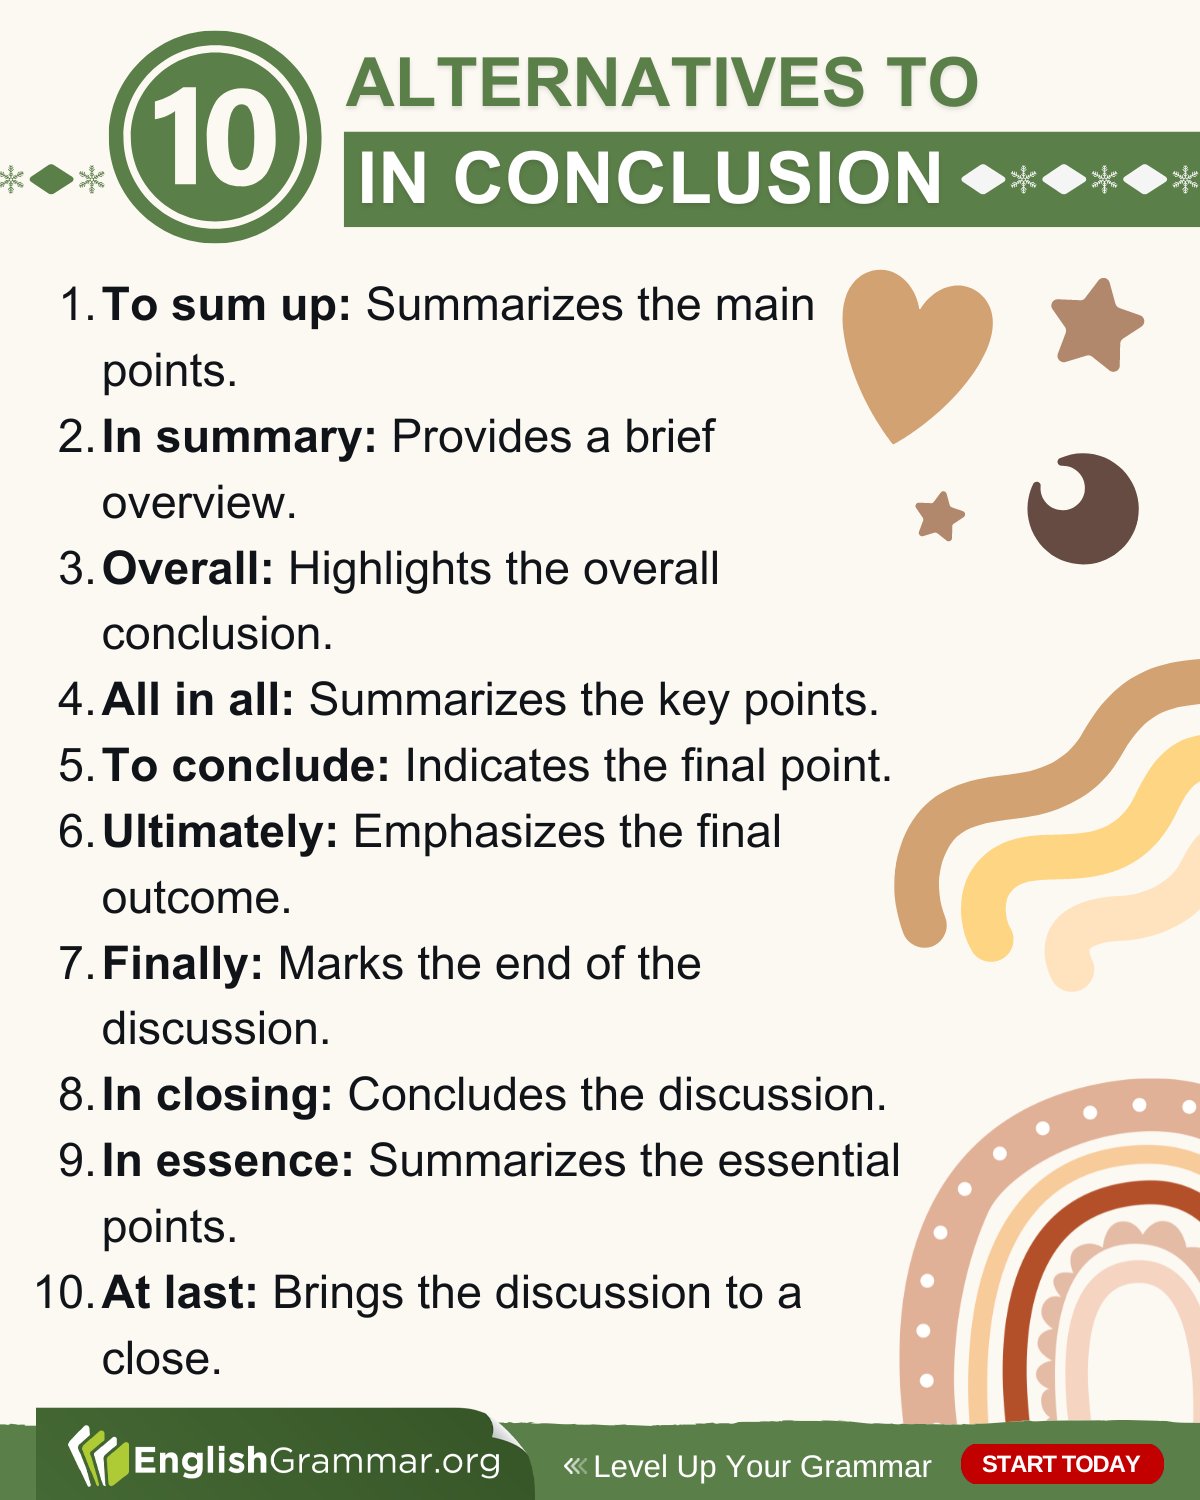 10
ALTERNATIVES TO
IN CONCLUSION
1. To sum up: Summarizes the main
points.
2. In summary: Provides a brief
overview.
3. Overall: Highlights the overall
conclusion.
4. All in all: Summarizes the key points.
5. To conclude: Indicates the final point.
6. Ultimately: Emphasizes the final
outcome.
7. Finally: Marks the end of the
discussion.
8. In closing: Concludes the discussion.
9. In essence: Summarizes the essential
points.
10. At last: Brings the discussion to a
close.
EnglishGrammar.org
Level Up Your Grammar
START TODAY